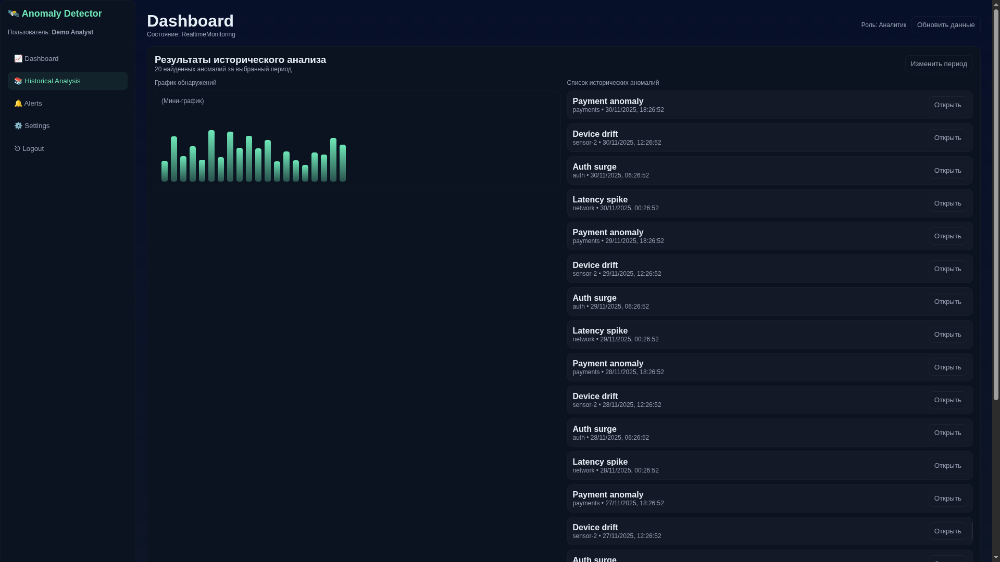 Anomaly Detector
Пользователь: Demo Analyst
Dashboard
Historical Analysis
Alerts
Settings
Logout
Dashboard
Состояние: RealtimeMonitoring
Роль: Аналитик
Обновить данные
Результаты исторического анализа
20 найденных аномалий за выбранный период
Изменить период
График обнаружений
(Мини-график)
Список исторических аномалий
Payment anomaly
payments • 30/11/2025, 18:26:52
Открыть
Device drift
sensor-2 • 30/11/2025, 12:26:52
Открыть
Auth surge
auth • 30/11/2025, 06:26:52
Открыть
Latency spike
network • 30/11/2025, 00:26:52
Открыть
Payment anomaly
payments • 29/11/2025, 18:26:52
Открыть
Device drift
sensor-2 • 29/11/2025, 12:26:52
Открыть
Auth surge
auth • 29/11/2025, 06:26:52
Открыть
Latency spike
network • 29/11/2025, 00:26:52
Открыть
Payment anomaly
payments • 28/11/2025, 18:26:52
Открыть
Device drift
sensor-2 • 28/11/2025, 12:26:52
Открыть
Auth surge
auth • 28/11/2025, 06:26:52
Открыть
Latency spike
network • 28/11/2025, 00:26:52
Открыть
Payment anomaly
payments • 27/11/2025, 18:26:52
Открыть
Device drift
sensor-2 • 27/11/2025, 12:26:52
Открыть
Auth surge